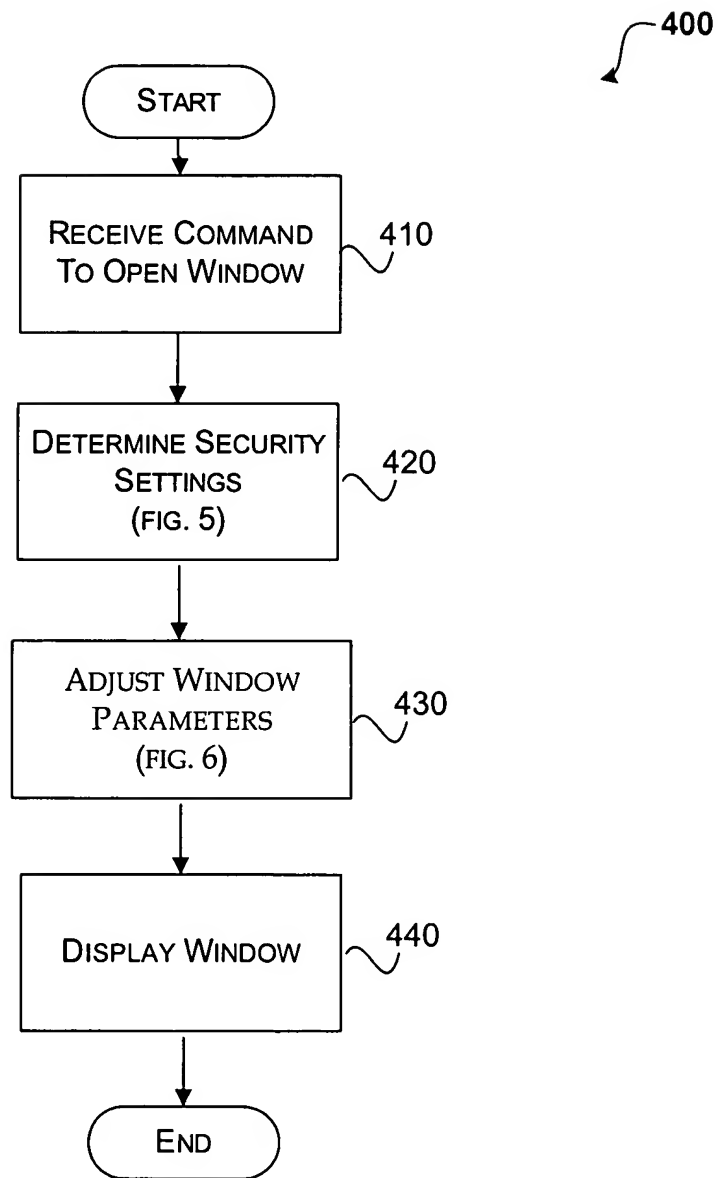 400
START
RECEIVE COMMAND
TO OPEN WINDOW
410
DETERMINE SECURITY
SETTINGS
(FIG. 5)
420
ADJUST WINDOW
PARAMETERS
(FIG. 6)
430
DISPLAY WINDOW
440
END